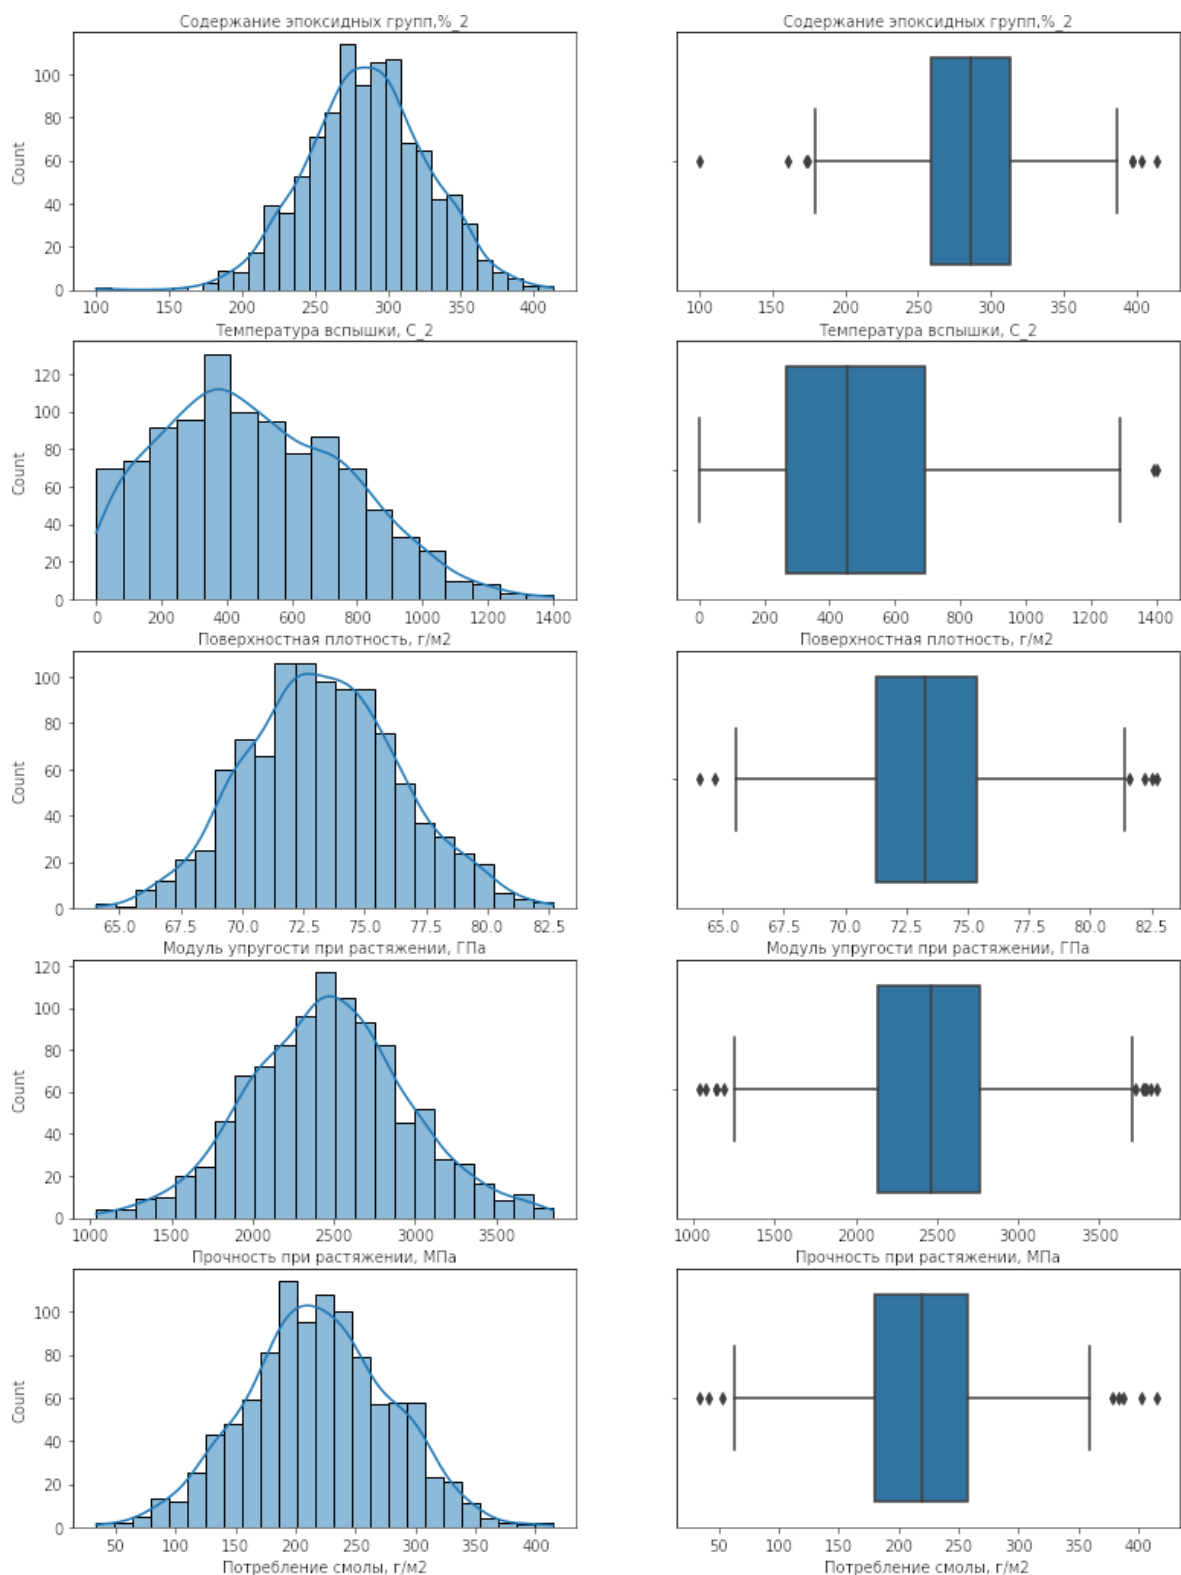 Содержание эпоксидных групп,%_2
Содержание эпоксидных групп,%_2
Count
0
20
40
60
80
100
100 150 200 250 300 350 400
100 150 200 250 300 350 400
Температура вспышки, С_2
Температура вспышки, С_2
Count
0
20
40
60
80
100
120
0 200 400 600 800 1000 1200 1400
0 200 400 600 800 1000 1200 1400
Поверхностная плотность, г/м2
Поверхностная плотность, г/м2
Count
0
20
40
60
80
100
65.0 67.5 70.0 72.5 75.0 77.5 80.0 82.5
65.0 67.5 70.0 72.5 75.0 77.5 80.0 82.5
Модуль упругости при растяжении, ГПа
Модуль упругости при растяжении, ГПа
Count
0
20
40
60
80
100
120
1000 1500 2000 2500 3000 3500
1000 1500 2000 2500 3000 3500
Прочность при растяжении, МПа
Прочность при растяжении, МПа
Count
0
20
40
60
80
100
50 100 150 200 250 300 350 400
50 100 150 200 250 300 350 400
Потребление смолы, г/м2
Потребление смолы, г/м2